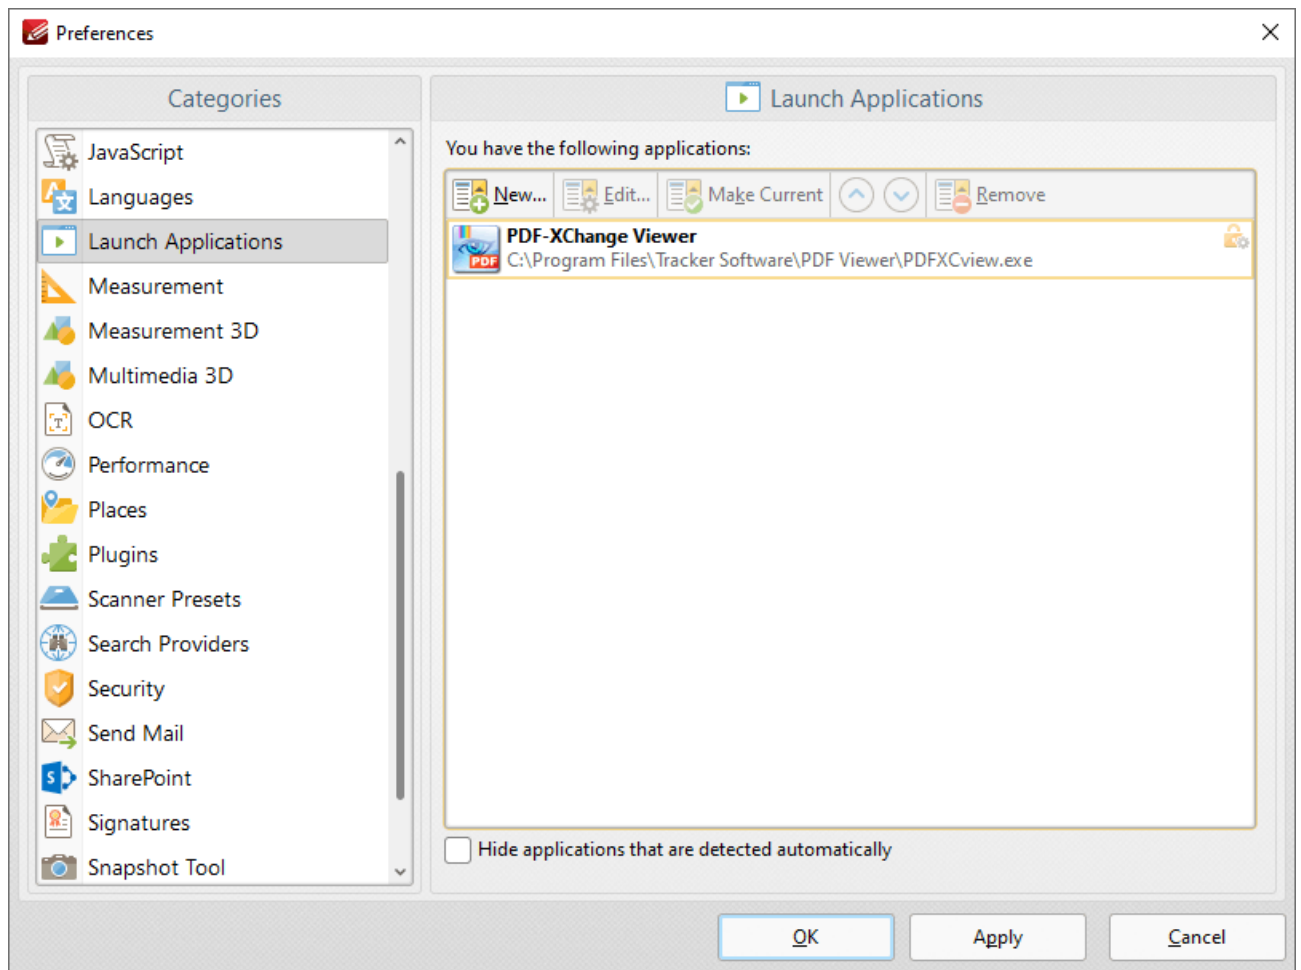 Preferences
Categories
JavaScript
Languages
Launch Applications
Measurement
Measurement 3D
Multimedia 3D
OCR
Performance
Places
Plugins
Scanner Presets
Search Providers
Security
Send Mail
SharePoint
Signatures
Snapshot Tool
Launch Applications
You have the following applications:
New... Edit... Make Current Remove
PDF-XChange Viewer
C:\Program Files\Tracker Software\PDF Viewer\PDFXCview.exe
PDF
Hide applications that are detected automatically
OK Apply Cancel